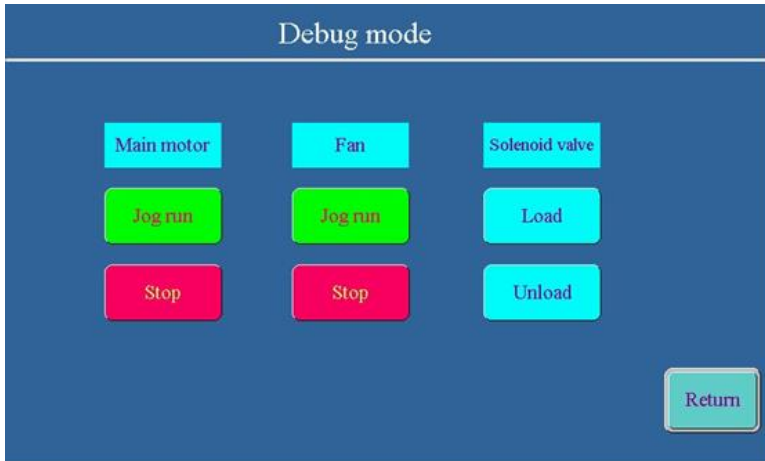 Debug mode
Main motor
Fan
Solenoid valve
Jog run
Jog run
Load
Stop
Stop
Unload
Return